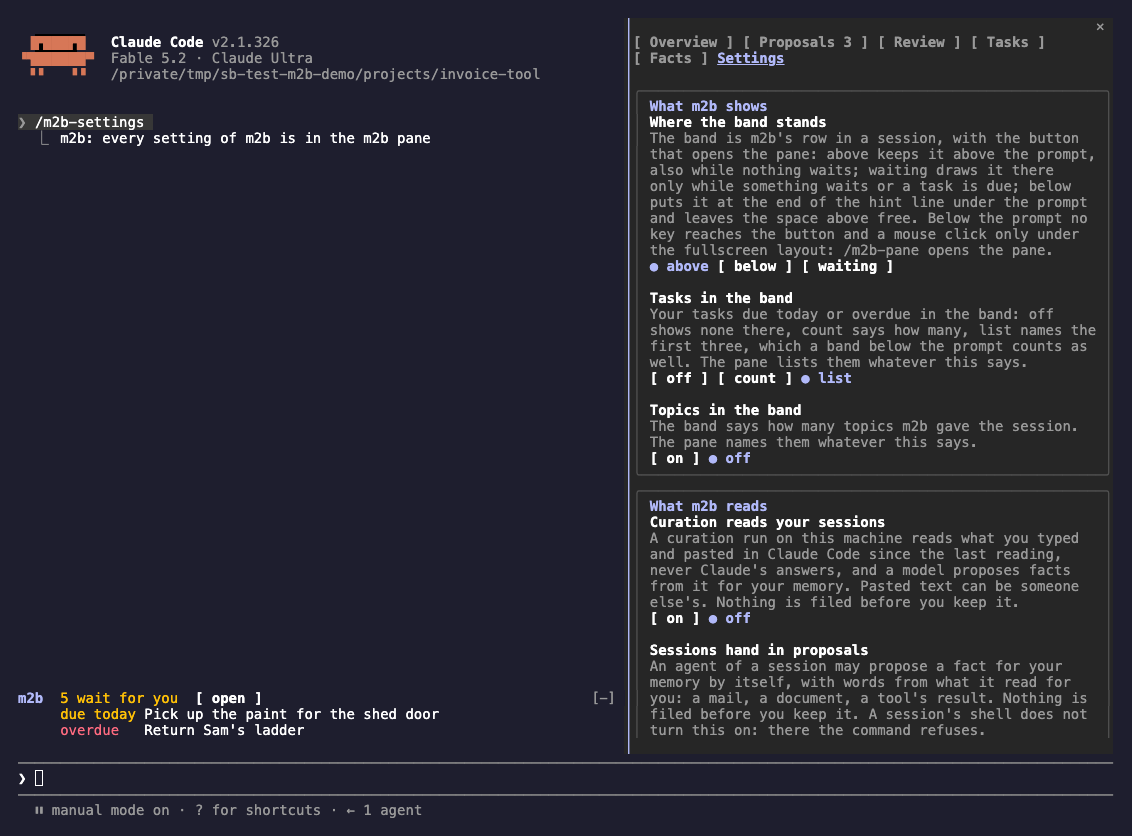 Claude Code v2.1.326
Fable 5.2 · Claude Ultra
/private/tmp/sb-test-m2b-demo/projects/invoice-tool
❯ /m2b-settings
⎿ m2b: every setting of m2b is in the m2b pane
m2b 5 wait for you [ open ] [−]
due today Pick up the paint for the shed door
overdue Return Sam's ladder
×
[ Overview ] [ Proposals 3 ] [ Review ] [ Tasks ]
[ Facts ] Settings
What m2b shows
Where the band stands
The band is m2b's row in a session, with the button
that opens the pane: above keeps it above the prompt,
also while nothing waits; waiting draws it there
only while something waits or a task is due; below
puts it at the end of the hint line under the prompt
and leaves the space above free. Below the prompt no
key reaches the button and a mouse click only under
the fullscreen layout: /m2b-pane opens the pane.
● above [ below ] [ waiting ]
Tasks in the band
Your tasks due today or overdue in the band: off
shows none there, count says how many, list names the
first three, which a band below the prompt counts as
well. The pane lists them whatever this says.
[ off ] [ count ] ● list
Topics in the band
The band says how many topics m2b gave the session.
The pane names them whatever this says.
[ on ] ● off
What m2b reads
Curation reads your sessions
A curation run on this machine reads what you typed
and pasted in Claude Code since the last reading,
never Claude's answers, and a model proposes facts
from it for your memory. Pasted text can be someone
else's. Nothing is filed before you keep it.
[ on ] ● off
Sessions hand in proposals
An agent of a session may propose a fact for your
memory by itself, with words from what it read for
you: a mail, a document, a tool's result. Nothing is
filed before you keep it. A session's shell does not
turn this on: there the command refuses.
❯
⏸ manual mode on · ? for shortcuts · ← 1 agent